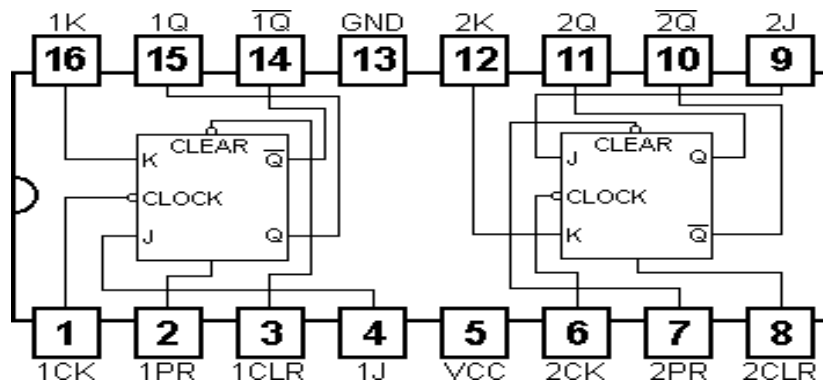 1K 1Q 1Q̅ GND 2K 2Q 2Q̅ 2J
16 15 14 13 12 11 10 9
CLEAR CLEAR
K Q̅ J Q
CLOCK CLOCK
J Q K Q̅
1 2 3 4 5 6 7 8
1CK 1PR 1CLR 1J VCC 2CK 2PR 2CLR